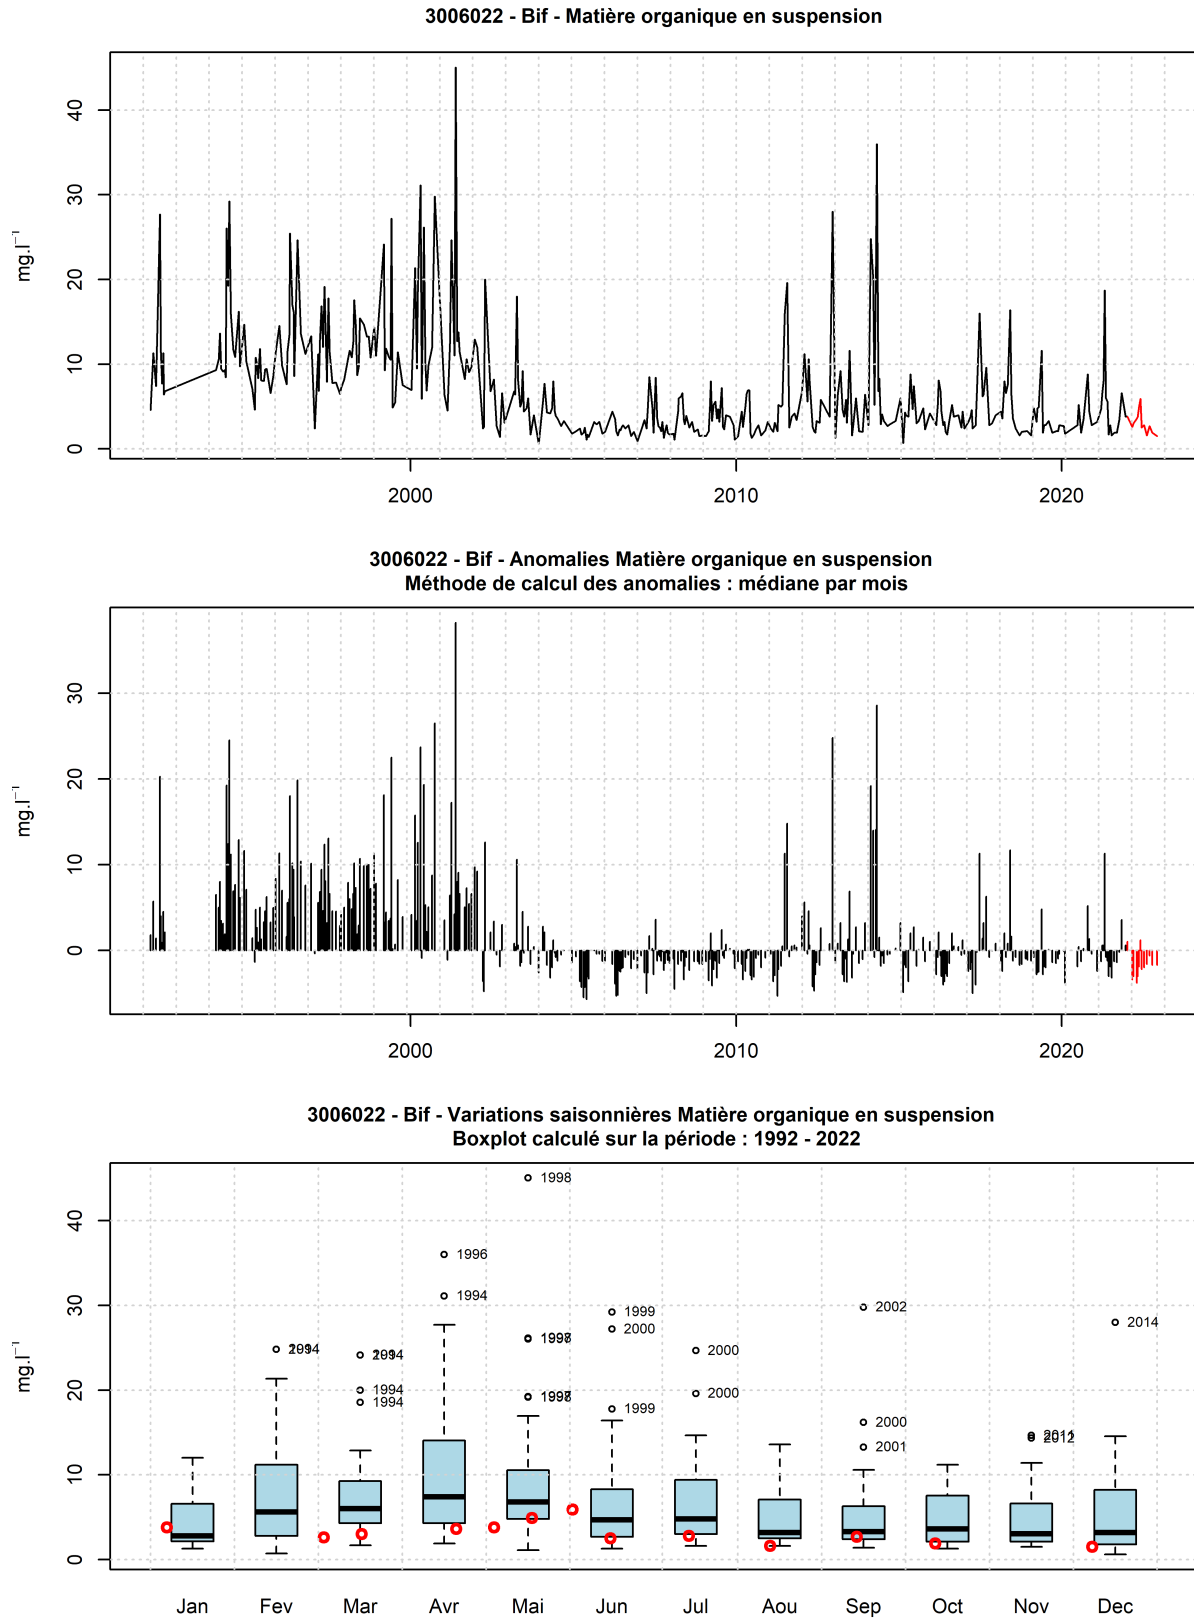 3006022 - Bif - Matière organique en suspension
mg.l⁻¹
40
30
20
10
0
2000 2010 2020
3006022 - Bif - Anomalies Matière organique en suspension
Méthode de calcul des anomalies : médiane par mois
mg.l⁻¹
30
20
10
0
2000 2010 2020
3006022 - Bif - Variations saisonnières Matière organique en suspension
Boxplot calculé sur la période : 1992 - 2022
mg.l⁻¹
40
30
20
10
0
1998
1996
1994
1994
1994
1994
1999
2000
1999
2000
2000
2002
2000
2001
2012
2014
Jan Fev Mar Avr Mai Jun Jul Aou Sep Oct Nov Dec